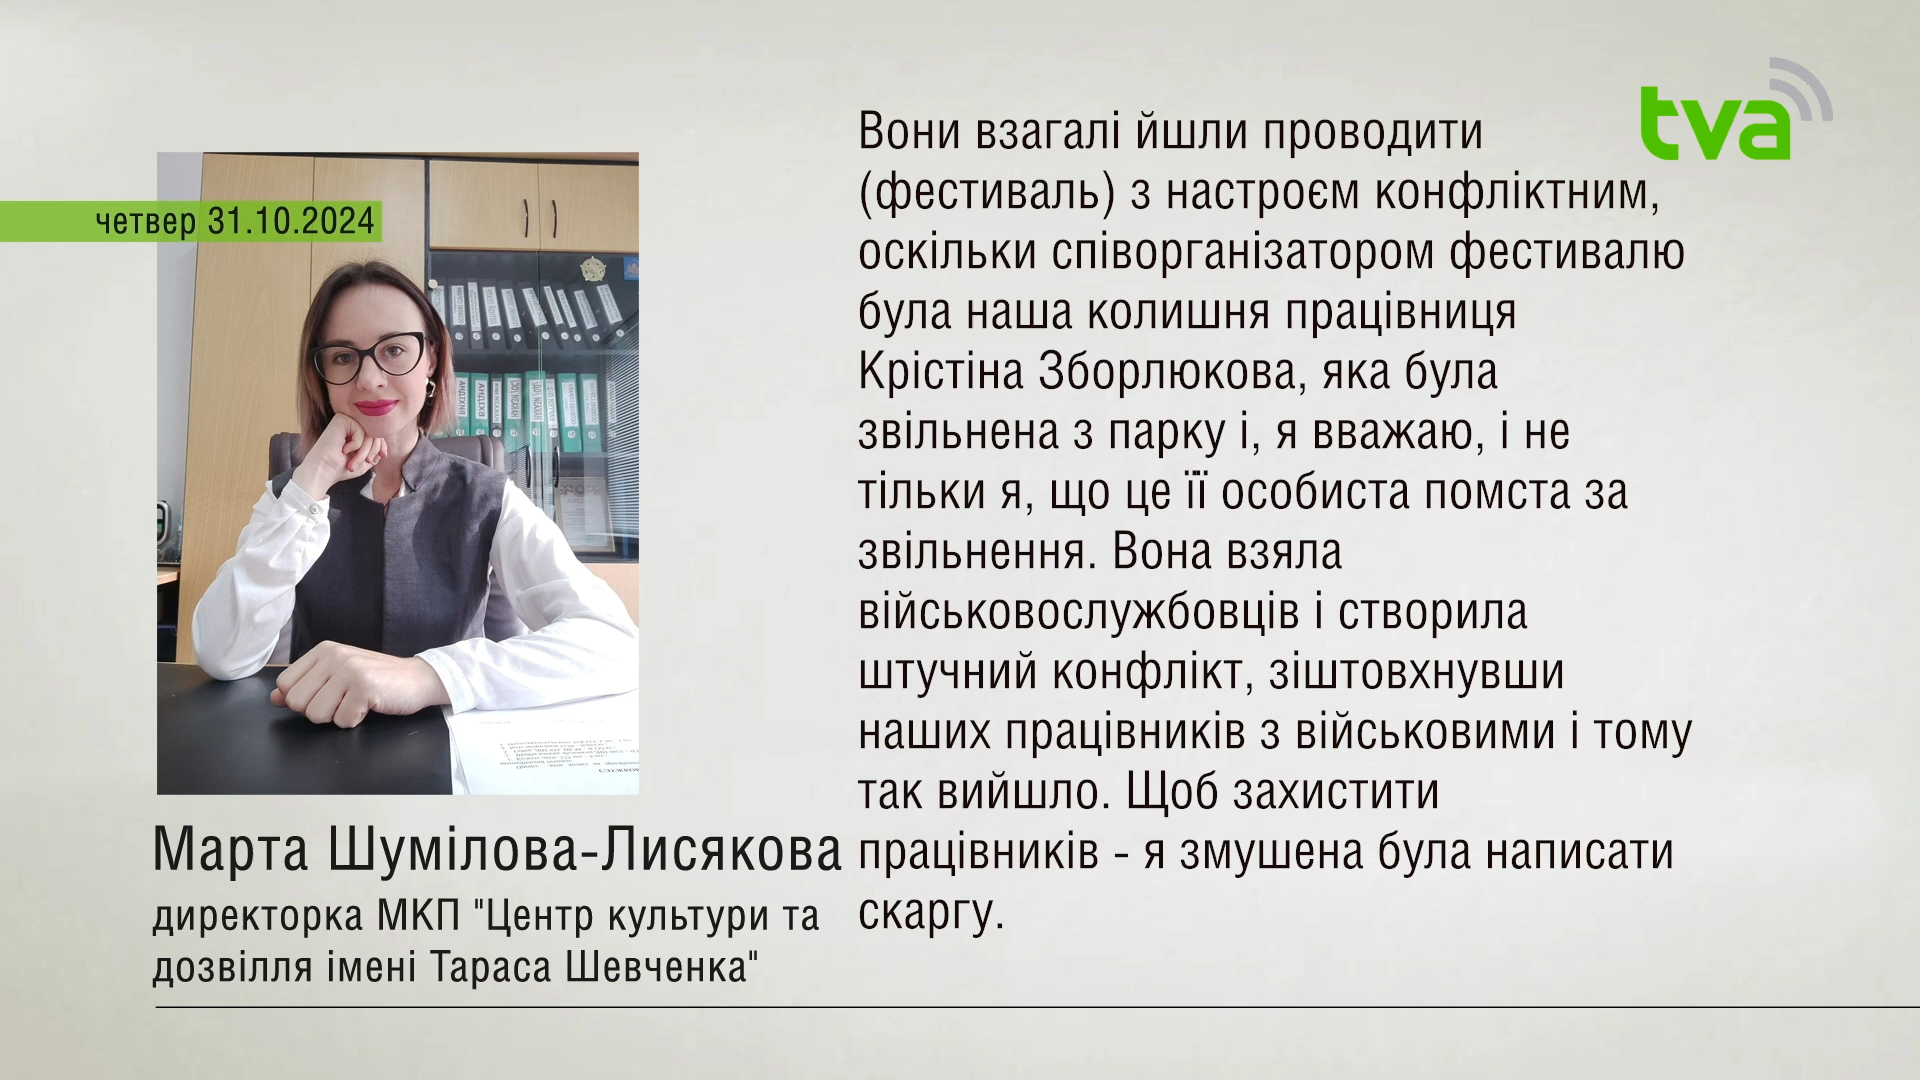 tva
четвер 31.10.2024
Вони взагалі йшли проводити
(фестиваль) з настроєм конфліктним,
оскільки співорганізатором фестивалю
була наша колишня працівниця
Крістіна Зборлюкова, яка була
звільнена з парку і, я вважаю, і не
тільки я, що це її особиста помста за
звільнення. Вона взяла
військовослужбовців і створила
штучний конфлікт, зіштовхнувши
наших працівників з військовими і тому
так вийшло. Щоб захистити
працівників - я змушена була написати
скаргу.
Марта Шумілова-Лисякова
директорка МКП "Центр культури та
дозвілля імені Тараса Шевченка"